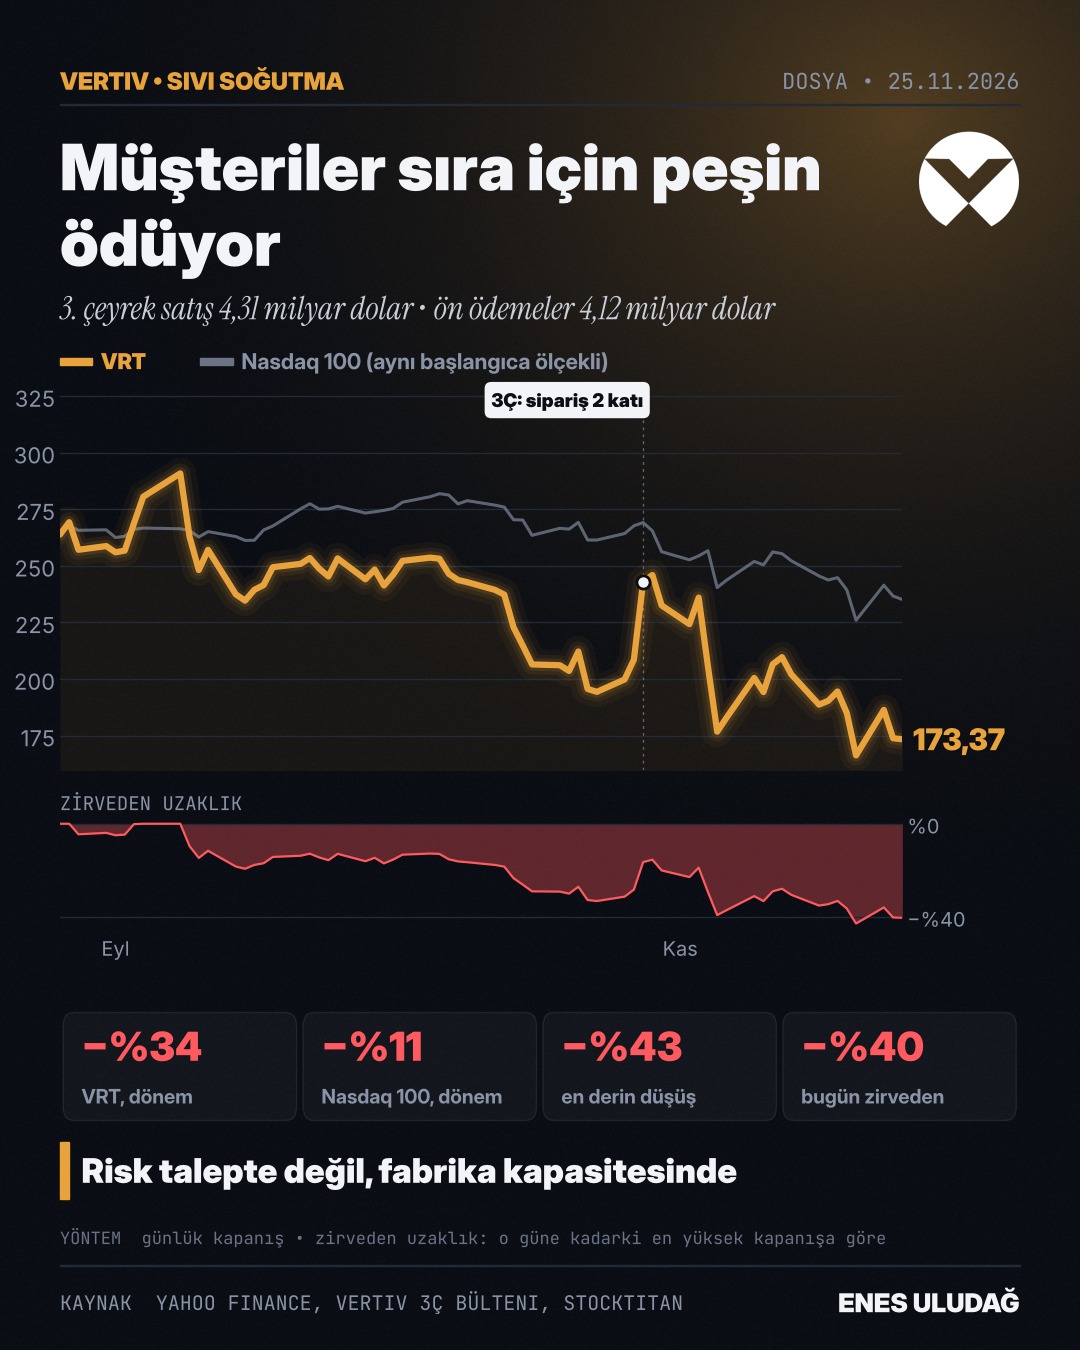 VERTIV • SIVI SOĞUTMA
DOSYA • 25.11.2026
Müşteriler sıra için peşin
ödüyor
3. çeyrek satış 4,31 milyar dolar • ön ödemeler 4,12 milyar dolar
VRT
Nasdaq 100 (aynı başlangıca ölçekli)
3Ç: sipariş 2 katı
325
300
275
250
225
200
175
173,37
ZİRVEDEN UZAKLIK
%0
−%40
Eyl
Kas
−%34
VRT, dönem
−%11
Nasdaq 100, dönem
−%43
en derin düşüş
−%40
bugün zirveden
Risk talepte değil, fabrika kapasitesinde
YÖNTEM günlük kapanış • zirveden uzaklık: o güne kadarki en yüksek kapanışa göre
KAYNAK YAHOO FINANCE, VERTIV 3Ç BÜLTENI, STOCKTITAN
ENES ULUDAĞ